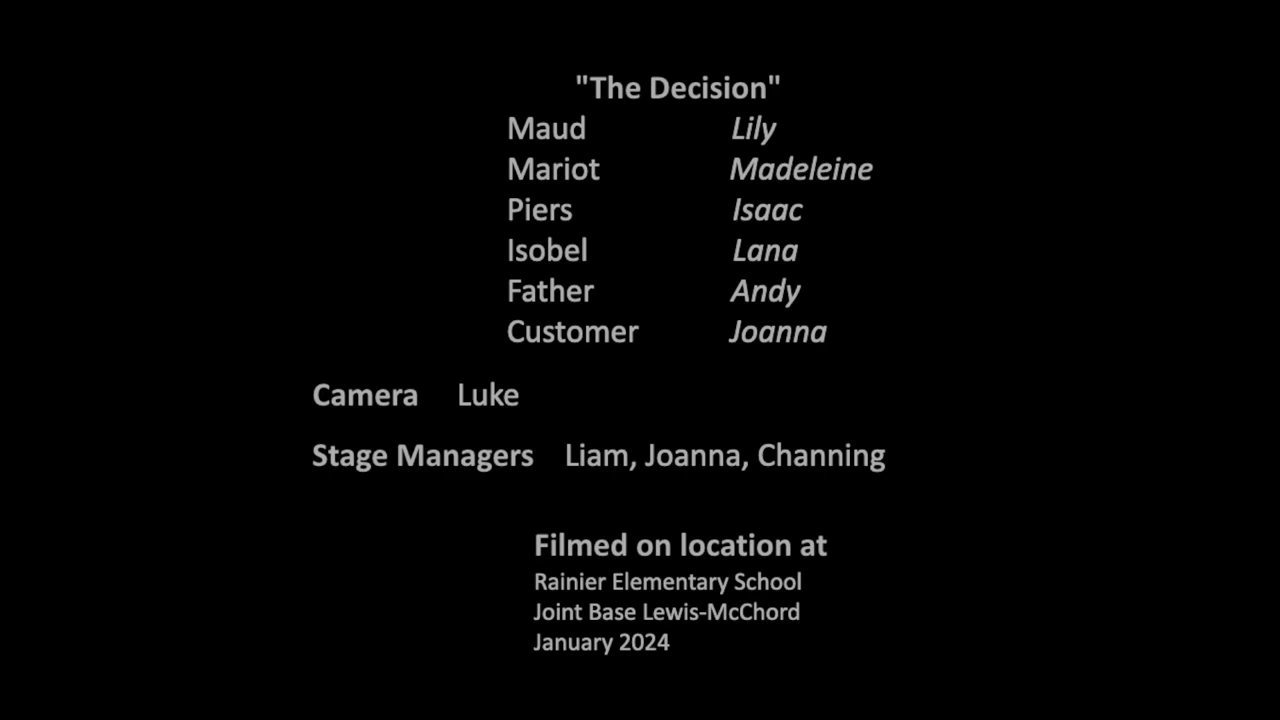 "The Decision"
Maud Lily
Mariot Madeleine
Piers Isaac
Isobel Lana
Father Andy
Customer Joanna
Camera Luke
Stage Managers Liam, Joanna, Channing
Filmed on location at
Rainier Elementary School
Joint Base Lewis-McChord
January 2024